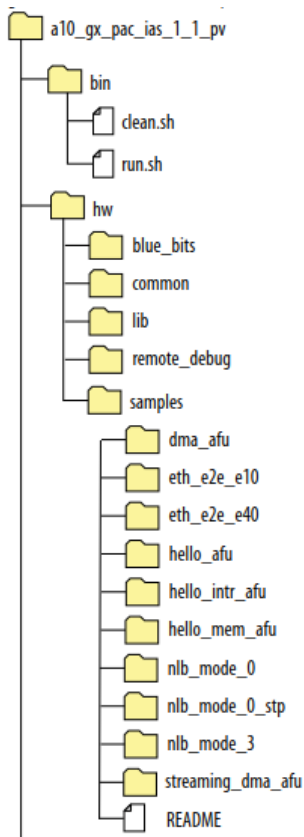 a10_gx_pac_ias_1_1_pv
bin
clean.sh
run.sh
hw
blue_bits
common
lib
remote_debug
samples
dma_afu
eth_e2e_e10
eth_e2e_e40
hello_afu
hello_intr_afu
hello_mem_afu
nlb_mode_0
nlb_mode_0_stp
nlb_mode_3
streaming_dma_afu
README